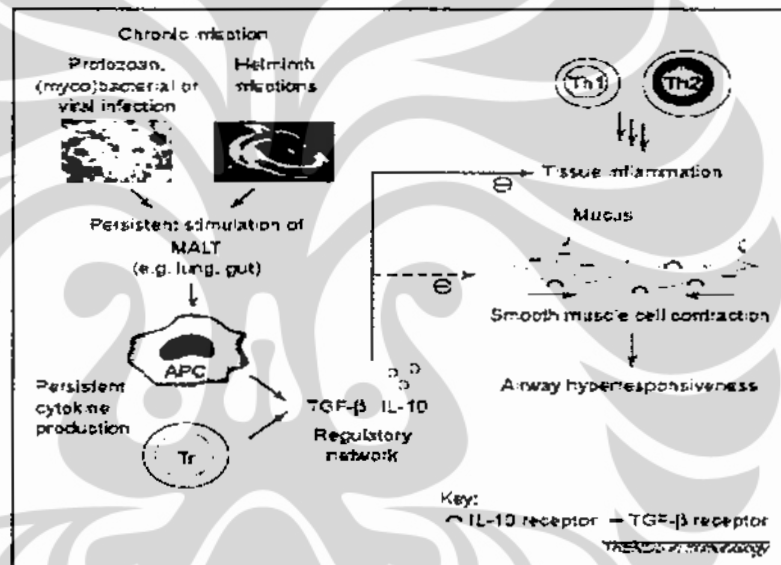 Chronic infection
Protozoan,
(myco)bacterial or
viral infection
Helminth
infections
Persistent stimulation of
MALT
(e.g. lung, gut)
APC
Persistent
cytokine
production
Tr
TGF-β IL-10
Regulatory
network
Th1
Th2
⊖
Tissue inflammation
Mucus
⊖
Smooth muscle cell contraction
Airway hyperresponsiveness
Key:
IL-10 receptor
TGF-β receptor